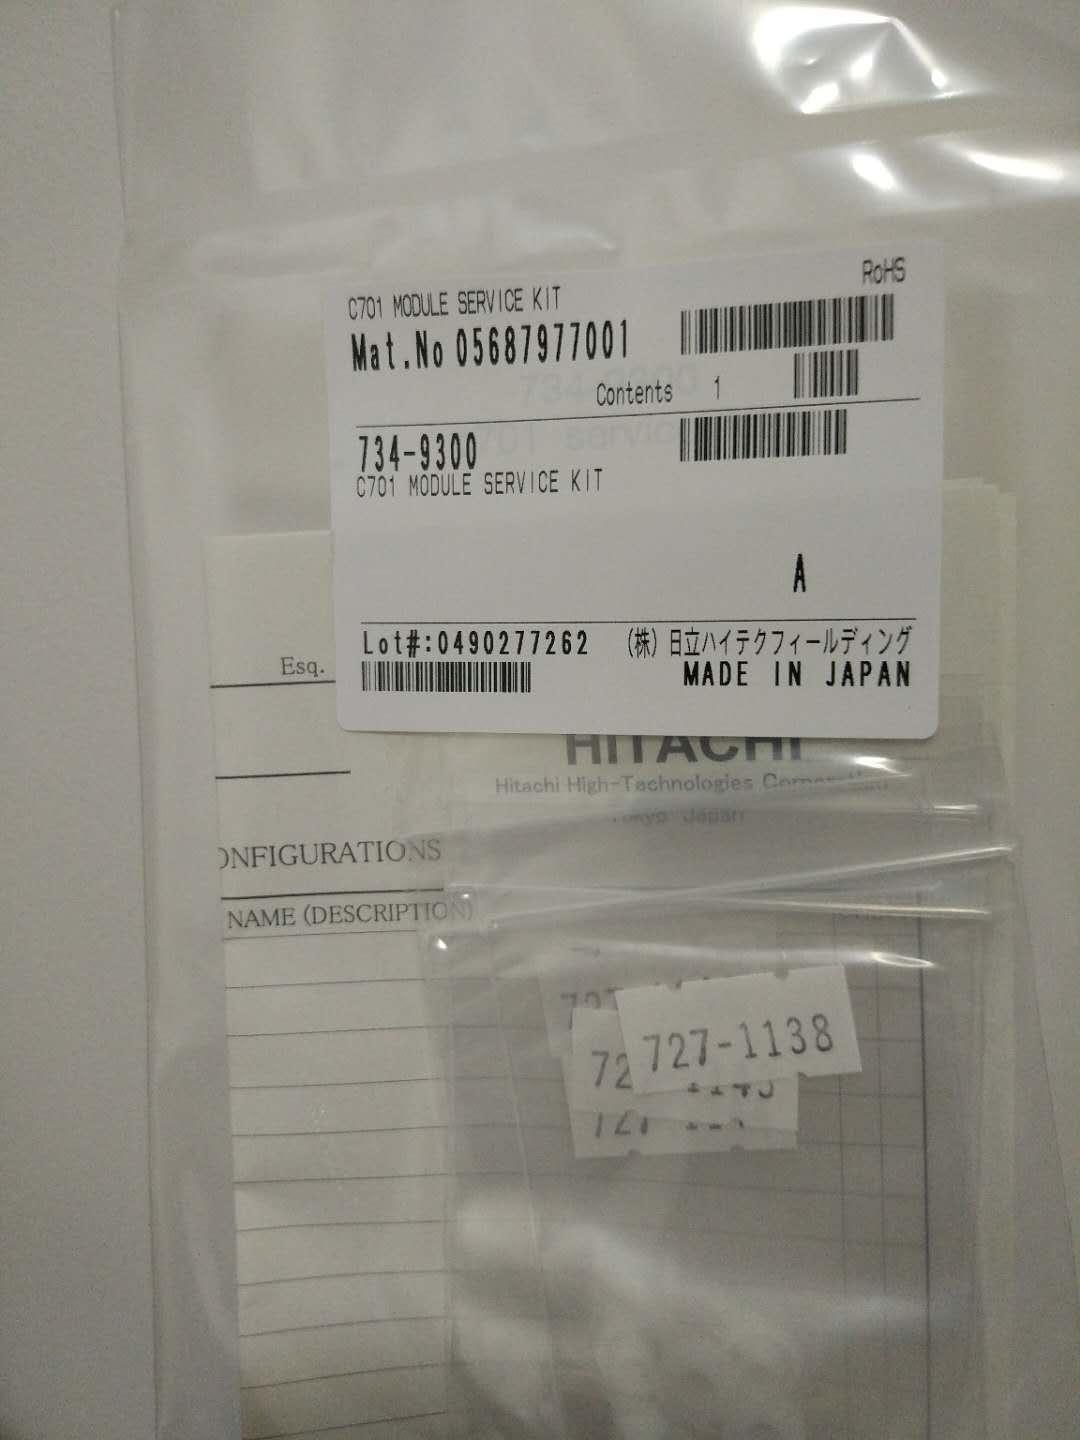 RoHS
C701 MODULE SERVICE KIT
Mat.No 05687977001
Contents 1
734-9300
C701 MODULE SERVICE KIT
A
Lot#:0490277262 (株)日立ハイテクフィールディング
MADE IN JAPAN
Esq.
HITACHI
Hitachi High-Technologies Corporation
Tokyo Japan
ONFIGURATIONS
NAME (DESCRIPTION)
727-1138